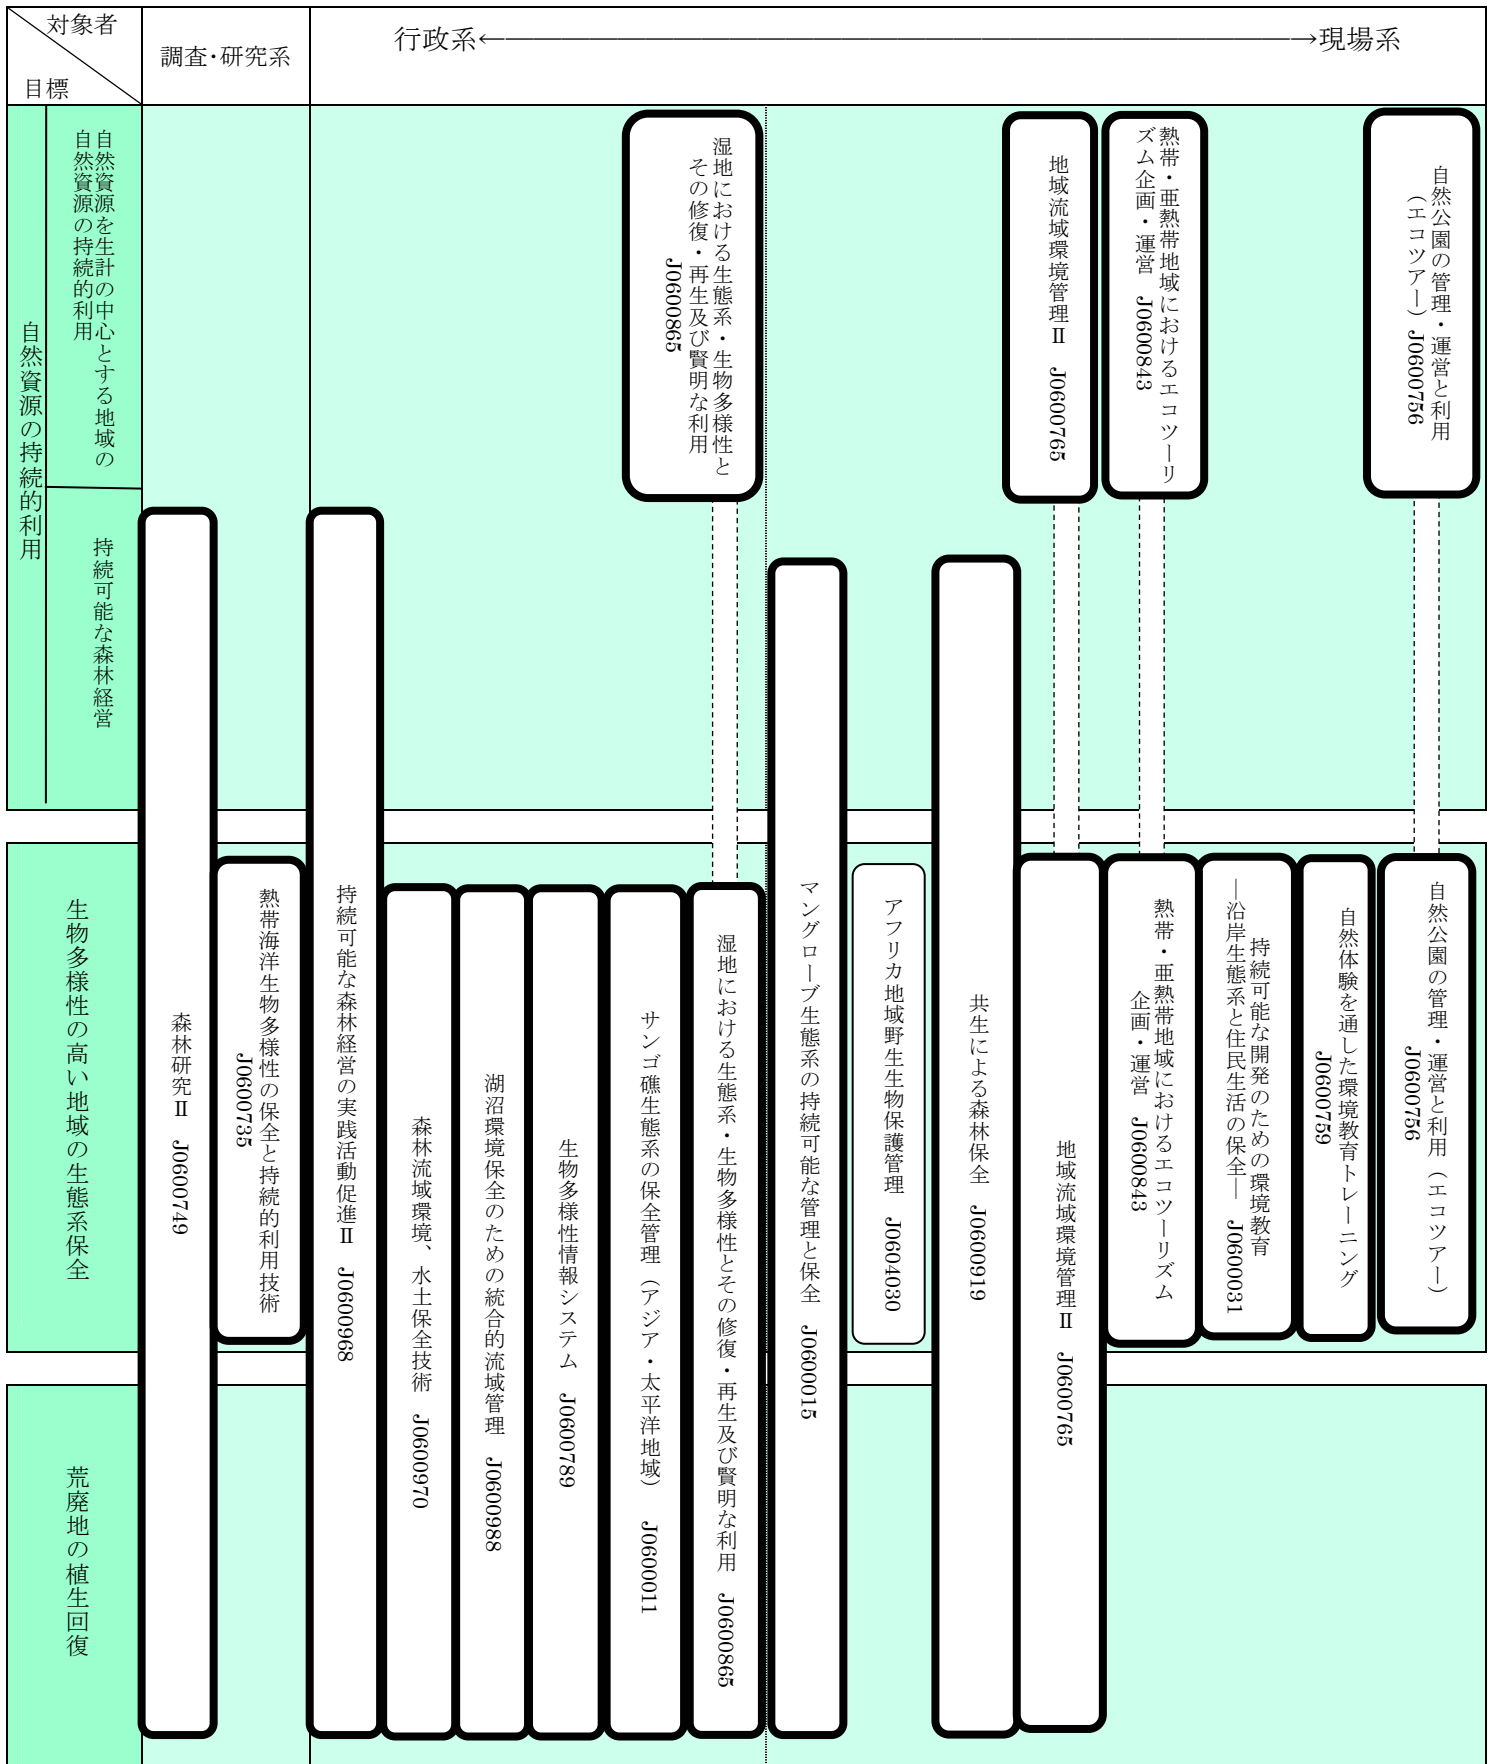 対象者
目標
調査・研究系
行政系←――――――→現場系
自然資源の持続的利用
自然資源を生計の中心とする地域の
自然資源の持続的利用
持続可能な森林経営
湿地における生態系・生物多様性と
その修復・再生及び賢明な利用
J0600865
地域流域環境管理Ⅱ　J0600765
熱帯・亜熱帯地域におけるエコツーリ
ズム企画・運営　J0600843
自然公園の管理・運営と利用
（エコツアー）J0600756
生物多様性の高い地域の生態系保全
荒廃地の植生回復
森林研究Ⅱ　J0600749
熱帯海洋生物多様性の保全と持続的利用技術
J0600735
持続可能な森林経営の実践活動促進Ⅱ　J0600968
森林流域環境、水土保全技術　J0600970
湖沼環境保全のための統合的流域管理　J0600988
生物多様性情報システム　J0600789
サンゴ礁生態系の保全管理（アジア・太平洋地域）　J0600011
湿地における生態系・生物多様性とその修復・再生及び賢明な利用　J0600865
マングローブ生態系の持続可能な管理と保全　J0600015
アフリカ地域野生生物保護管理　J0604030
共生による森林保全　J0600919
地域流域環境管理Ⅱ　J0600765
熱帯・亜熱帯地域におけるエコツーリズム
企画・運営　J0600843
持続可能な開発のための環境教育
―沿岸生態系と住民生活の保全―　J0600031
自然体験を通した環境教育トレーニング
J0600759
自然公園の管理・運営と利用（エコツアー）
J0600756